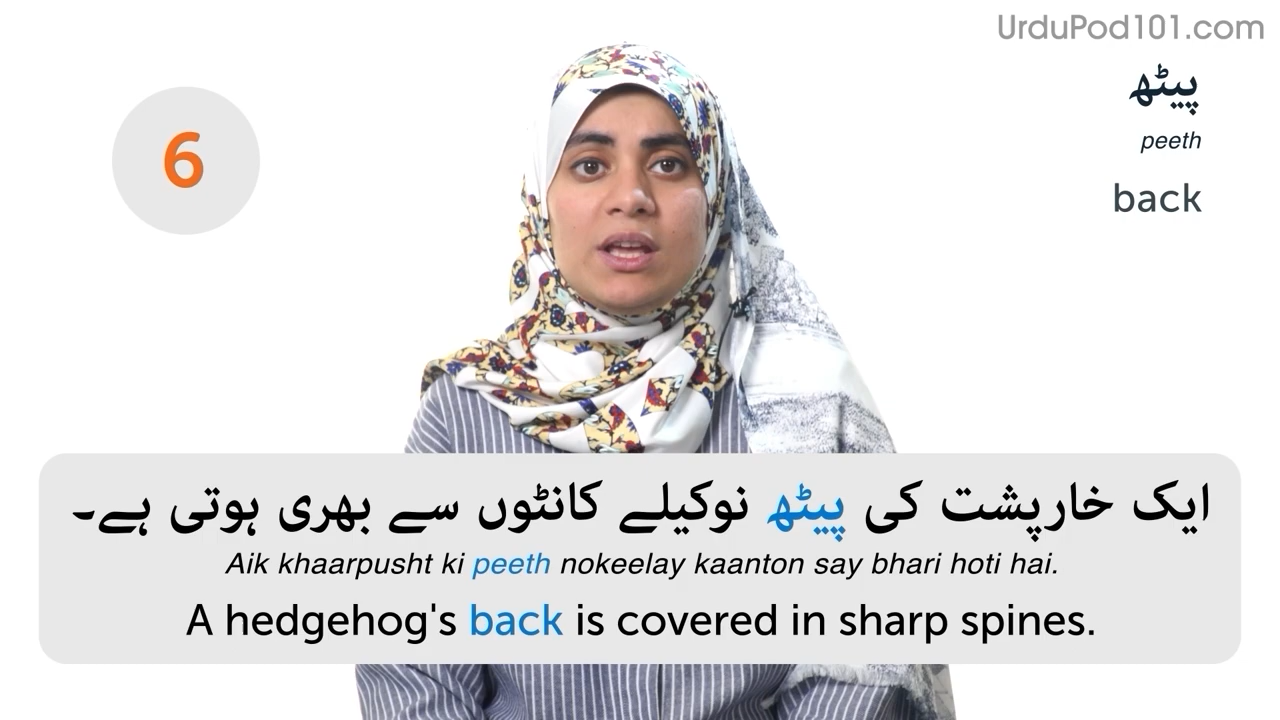 UrduPod101.com
6
پیٹھ
peeth
back
ایک خارپشت کی پیٹھ نوکیلے کانٹوں سے بھری ہوتی ہے۔
Aik khaarpusht ki peeth nokeelay kaanton say bhari hoti hai.
A hedgehog's back is covered in sharp spines.